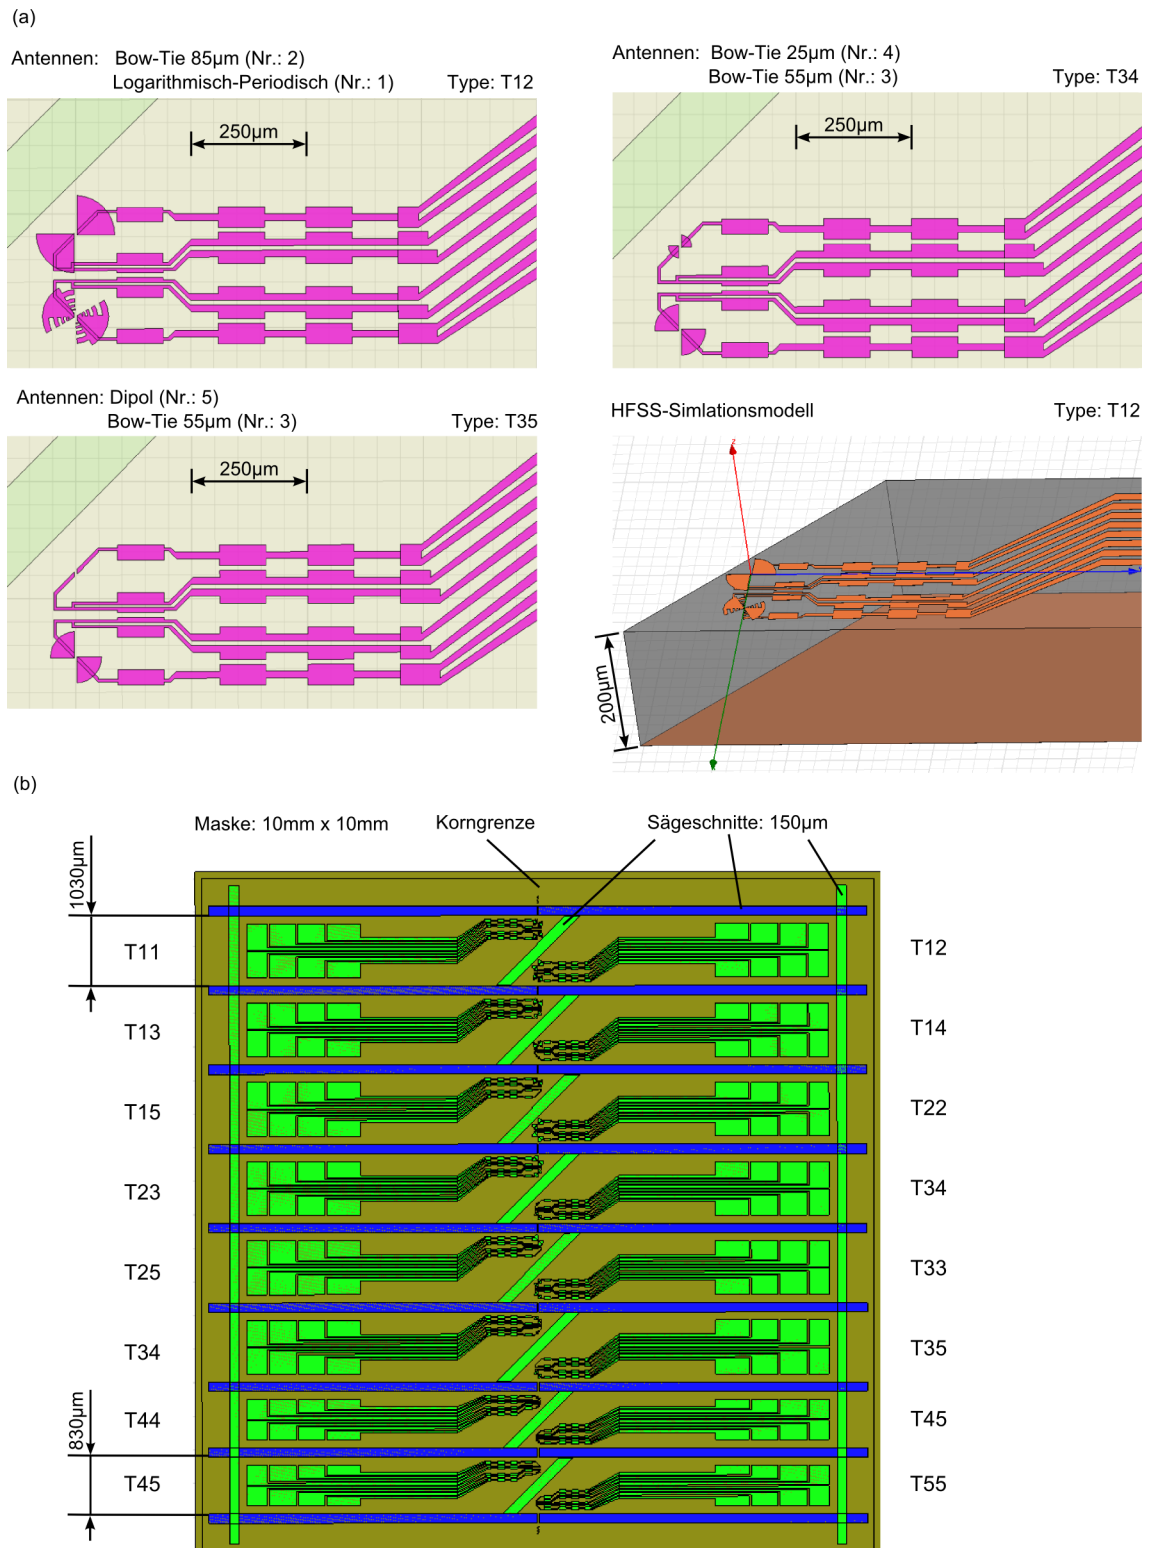 (a)
Antennen: Bow-Tie 85µm (Nr.: 2)
Logarithmisch-Periodisch (Nr.: 1) Type: T12
250µm
Antennen: Bow-Tie 25µm (Nr.: 4)
Bow-Tie 55µm (Nr.: 3) Type: T34
250µm
Antennen: Dipol (Nr.: 5)
Bow-Tie 55µm (Nr.: 3) Type: T35
250µm
HFSS-Simlationsmodell Type: T12
z
200µm
(b)
Maske: 10mm x 10mm Korngrenze Sägeschnitte: 150µm
1030µm
T11 T12
T13 T14
T15 T22
T23 T34
T25 T33
T34 T35
T44 T45
830µm
T45 T55